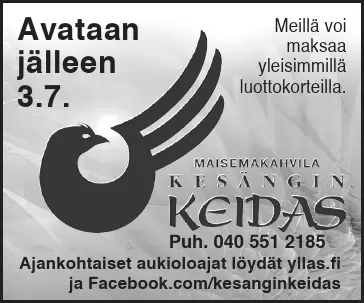 Avataan
jälleen
3.7.
Meillä voi
maksaa
yleisimmillä
luottokorteilla.
MAISEMAKAHVILA
KESÄNGIN
KEIDAS
Puh. 040 551 2185
Ajankohtaiset aukioloajat löydät yllas.fi
ja Facebook.com/kesanginkeidas